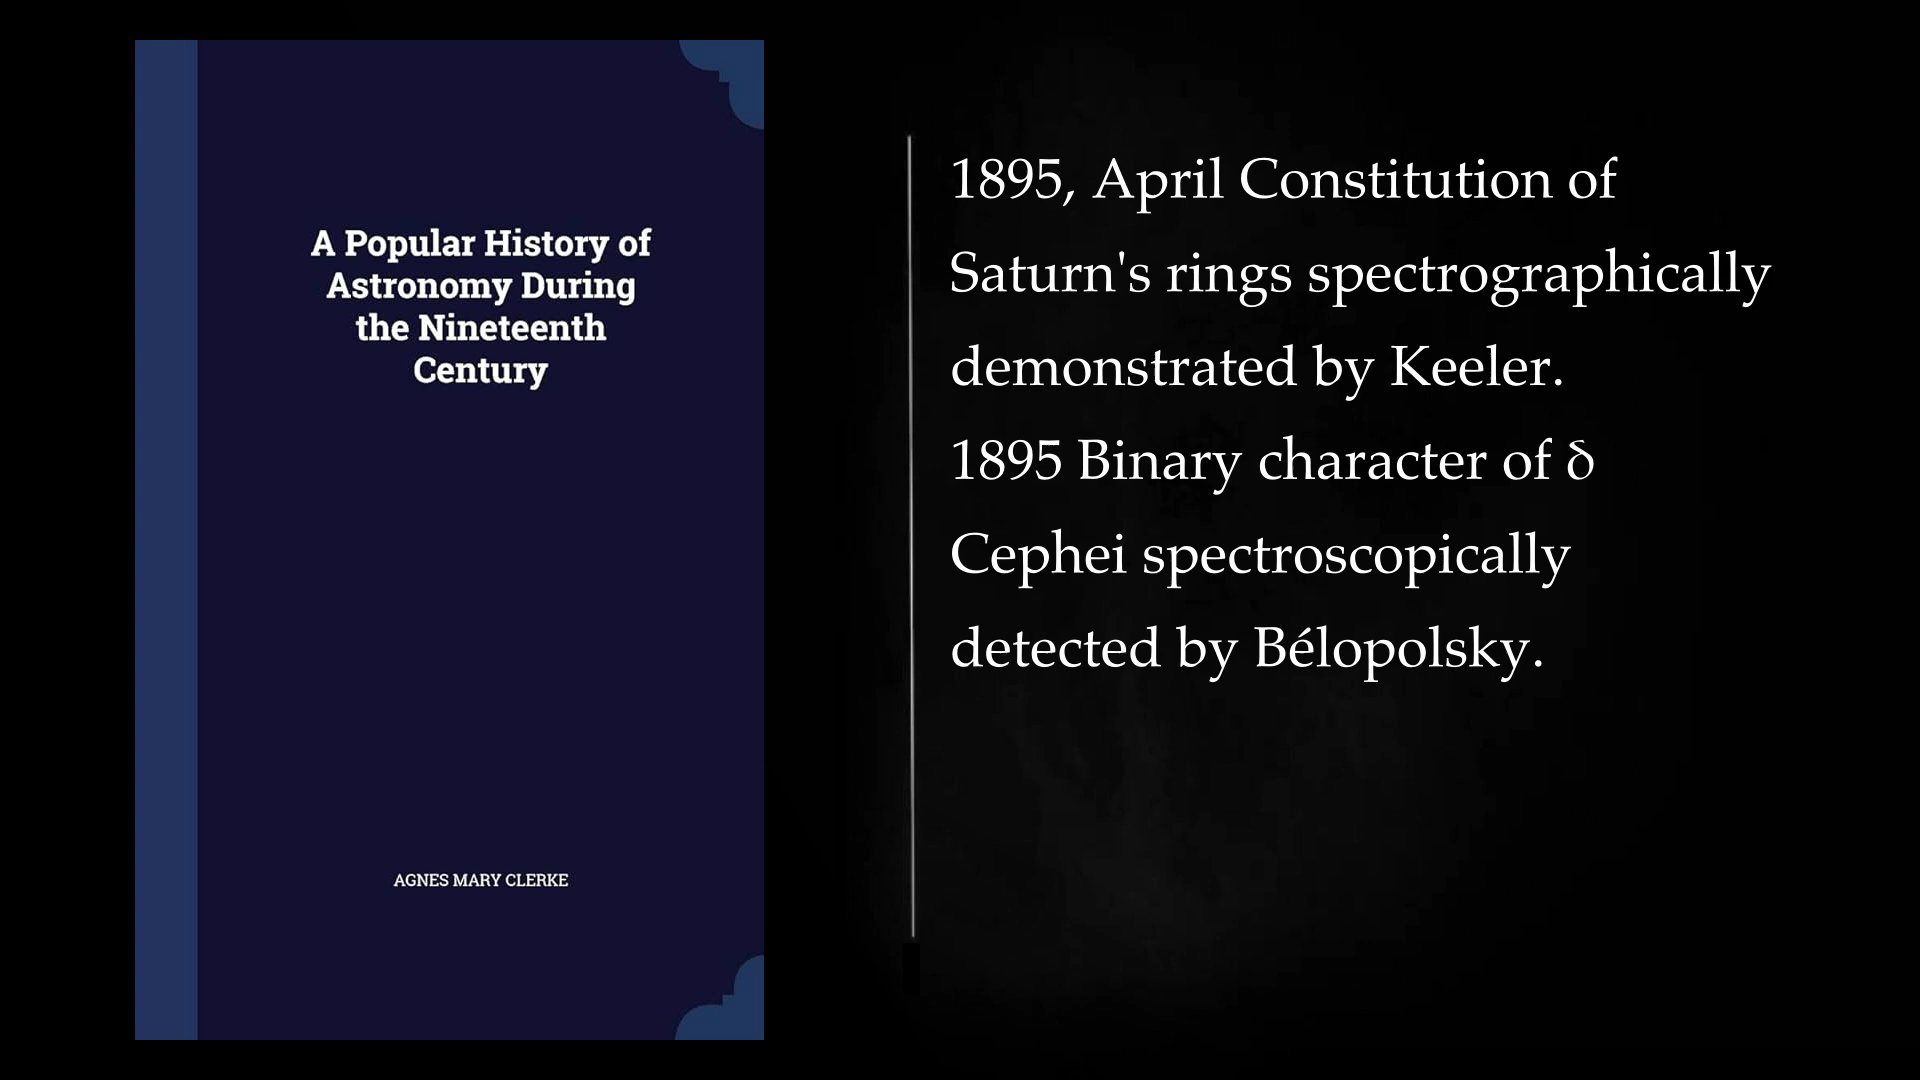 A Popular History of
Astronomy During
the Nineteenth
Century
AGNES MARY CLERKE
1895, April Constitution of
Saturn's rings spectrographically
demonstrated by Keeler.
1895 Binary character of δ
Cephei spectroscopically
detected by Bélopolsky.